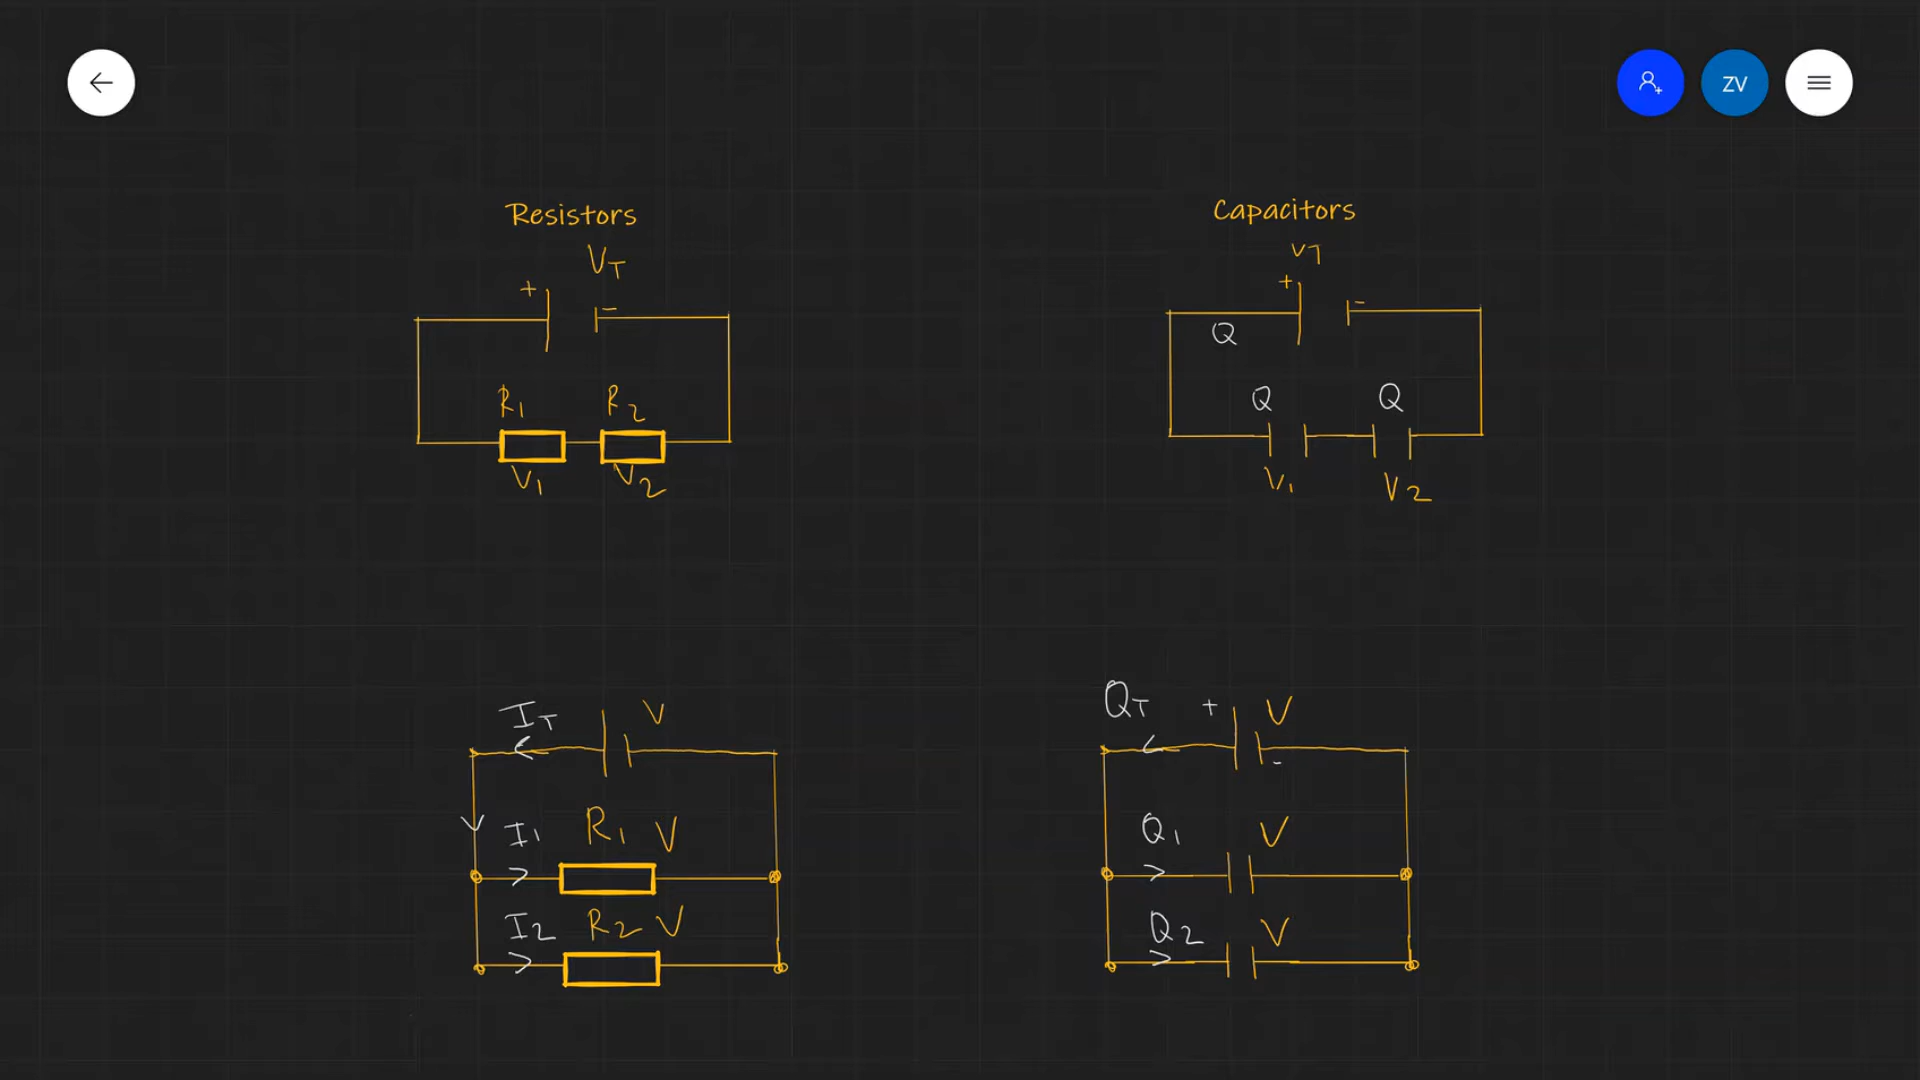 ZV
Resistors
VT
+ -
R1 R2
V1 V2
Capacitors
VT
+ -
Q
Q Q
V1 V2
IT V
I1 R1 V
I2 R2 V
QT + V
-
Q1 V
Q2 V